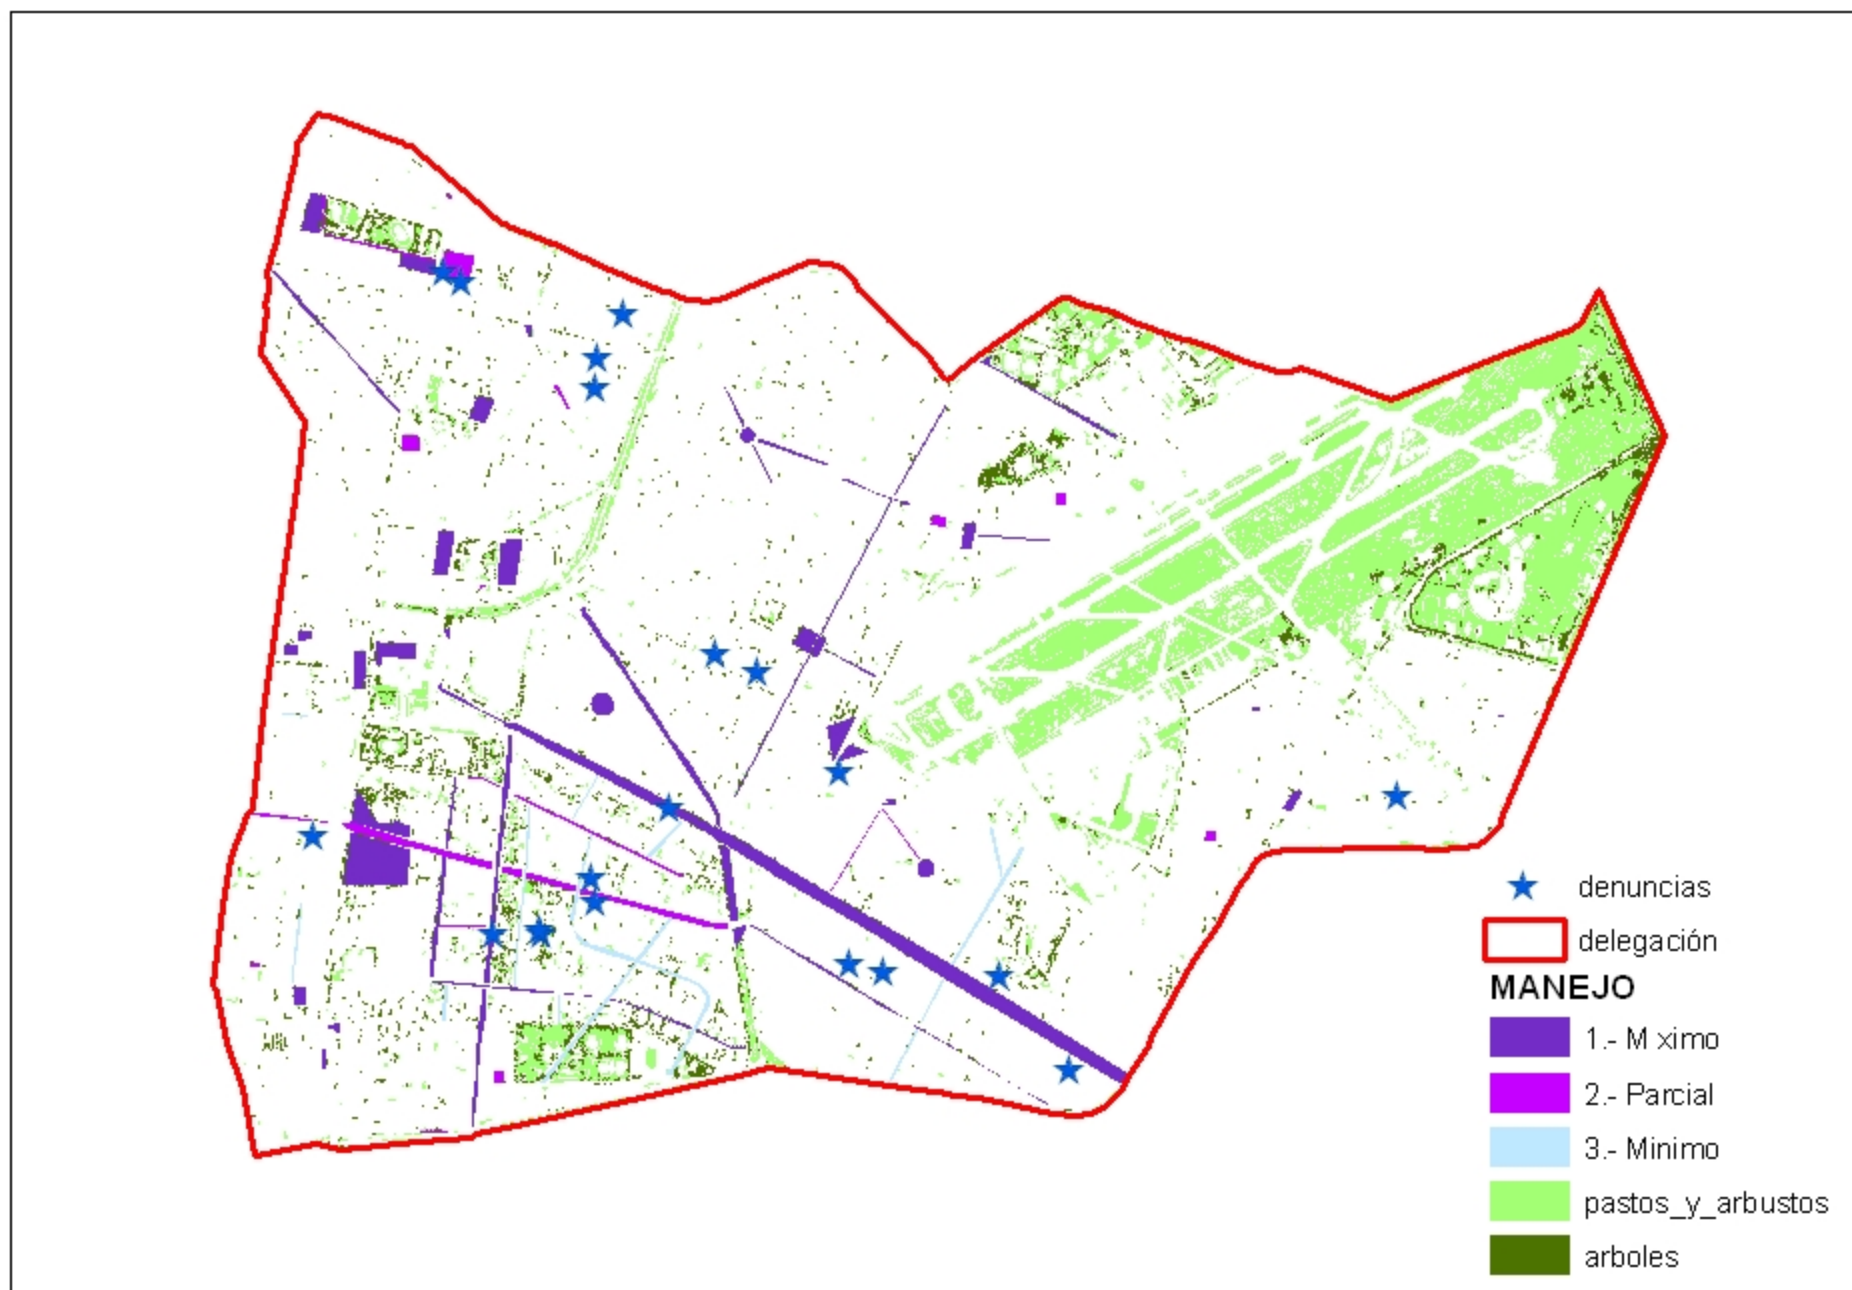 denuncias
delegación
MANEJO
1.- M ximo
2.- Parcial
3.- Minimo
pastos_y_arbustos
arboles